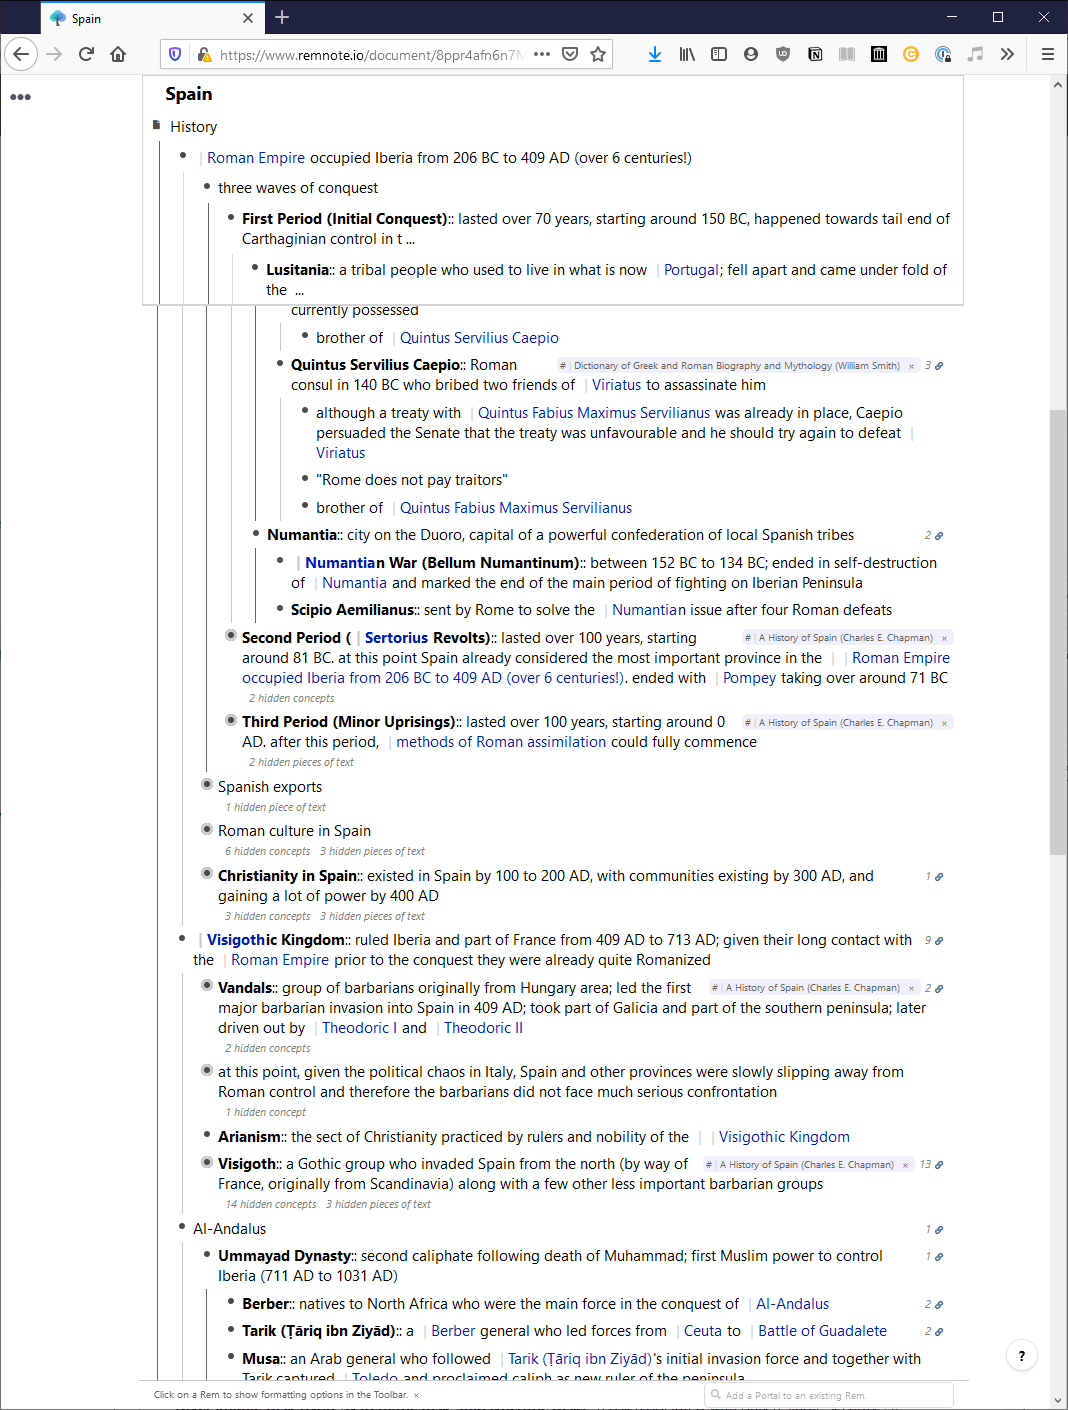 Spain
https://www.remnote.io/document/8ppr4afn6n7M
Spain
History
Roman Empire occupied Iberia from 206 BC to 409 AD (over 6 centuries!)
three waves of conquest
First Period (Initial Conquest):: lasted over 70 years, starting around 150 BC, happened towards tail end of
Carthaginian control in t ...
Lusitania:: a tribal people who used to live in what is now | Portugal; fell apart and came under fold of
the ...
currently possessed
brother of | Quintus Servilius Caepio
Quintus Servilius Caepio:: Roman # | Dictionary of Greek and Roman Biography and Mythology (William Smith) × 3
consul in 140 BC who bribed two friends of | Viriatus to assassinate him
although a treaty with | Quintus Fabius Maximus Servilianus was already in place, Caepio
persuaded the Senate that the treaty was unfavourable and he should try again to defeat |
Viriatus
"Rome does not pay traitors"
brother of | Quintus Fabius Maximus Servilianus
Numantia:: city on the Duoro, capital of a powerful confederation of local Spanish tribes 2
| Numantian War (Bellum Numantinum):: between 152 BC to 134 BC; ended in self-destruction
of | Numantia and marked the end of the main period of fighting on Iberian Peninsula
Scipio Aemilianus:: sent by Rome to solve the | Numantian issue after four Roman defeats
Second Period ( | Sertorius Revolts):: lasted over 100 years, starting # | A History of Spain (Charles E. Chapman) ×
around 81 BC. at this point Spain already considered the most important province in the | | Roman Empire
occupied Iberia from 206 BC to 409 AD (over 6 centuries!). ended with | Pompey taking over around 71 BC
2 hidden concepts
Third Period (Minor Uprisings):: lasted over 100 years, starting around 0 # | A History of Spain (Charles E. Chapman) ×
AD. after this period, | methods of Roman assimilation could fully commence
2 hidden pieces of text
Spanish exports
1 hidden piece of text
Roman culture in Spain
6 hidden concepts 3 hidden pieces of text
Christianity in Spain:: existed in Spain by 100 to 200 AD, with communities existing by 300 AD, and 1
gaining a lot of power by 400 AD
3 hidden concepts 3 hidden pieces of text
| Visigothic Kingdom:: ruled Iberia and part of France from 409 AD to 713 AD; given their long contact with 9
the | Roman Empire prior to the conquest they were already quite Romanized
Vandals:: group of barbarians originally from Hungary area; led the first # | A History of Spain (Charles E. Chapman) × 2
major barbarian invasion into Spain in 409 AD; took part of Galicia and part of the southern peninsula; later
driven out by | Theodoric I and | Theodoric II
2 hidden concepts
at this point, given the political chaos in Italy, Spain and other provinces were slowly slipping away from
Roman control and therefore the barbarians did not face much serious confrontation
1 hidden concept
Arianism:: the sect of Christianity practiced by rulers and nobility of the | | Visigothic Kingdom
Visigoth:: a Gothic group who invaded Spain from the north (by way of # | A History of Spain (Charles E. Chapman) × 13
France, originally from Scandinavia) along with a few other less important barbarian groups
14 hidden concepts 3 hidden pieces of text
Al-Andalus 1
Ummayad Dynasty:: second caliphate following death of Muhammad; first Muslim power to control 1
Iberia (711 AD to 1031 AD)
Berber:: natives to North Africa who were the main force in the conquest of | Al-Andalus 2
Tarik (Ṭāriq ibn Ziyād):: a | Berber general who led forces from | Ceuta to | Battle of Guadalete 2
Musa:: an Arab general who followed | Tarik (Ṭāriq ibn Ziyād)'s initial invasion force and together with
Tarik captured | Toledo and proclaimed caliph as new ruler of the peninsula
?
Click on a Rem to show formatting options in the Toolbar. ×
Add a Portal to an existing Rem.